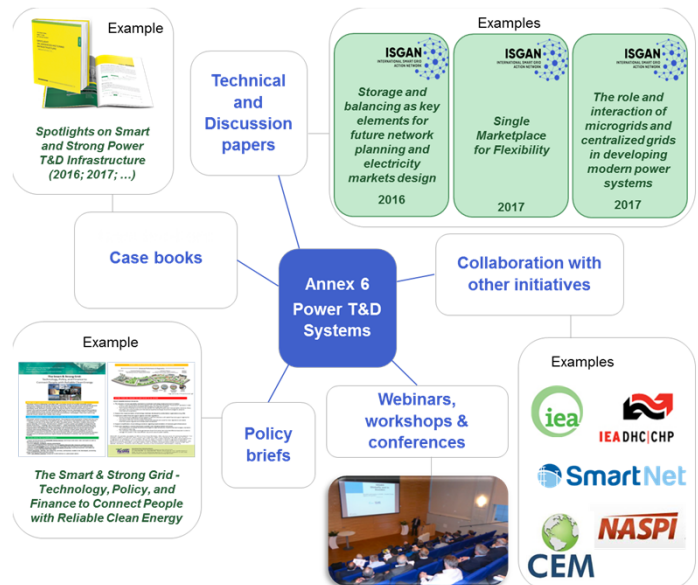 Example
Spotlights on Smart
and Strong Power
T&D Infrastructure
(2016; 2017; …)
Technical
and
Discussion
papers
Examples
ISGAN
INTERNATIONAL SMART GRID
ACTION NETWORK
Storage and
balancing as key
elements for
future network
planning and
electricity
markets design
2016
ISGAN
INTERNATIONAL SMART GRID
ACTION NETWORK
Single
Marketplace
for Flexibility
2017
ISGAN
INTERNATIONAL SMART GRID
ACTION NETWORK
The role and
interaction of
microgrids and
centralized grids
in developing
modern power
systems
2017
Case books
Annex 6
Power T&D
Systems
Collaboration with
other initiatives
Example
The Smart & Strong Grid
The Smart & Strong Grid -
Technology, Policy, and
Finance to Connect People
with Reliable Clean Energy
Policy
briefs
Webinars,
workshops &
conferences
Examples
iea
IEA DHC|CHP
SmartNet
CEM
NASPI